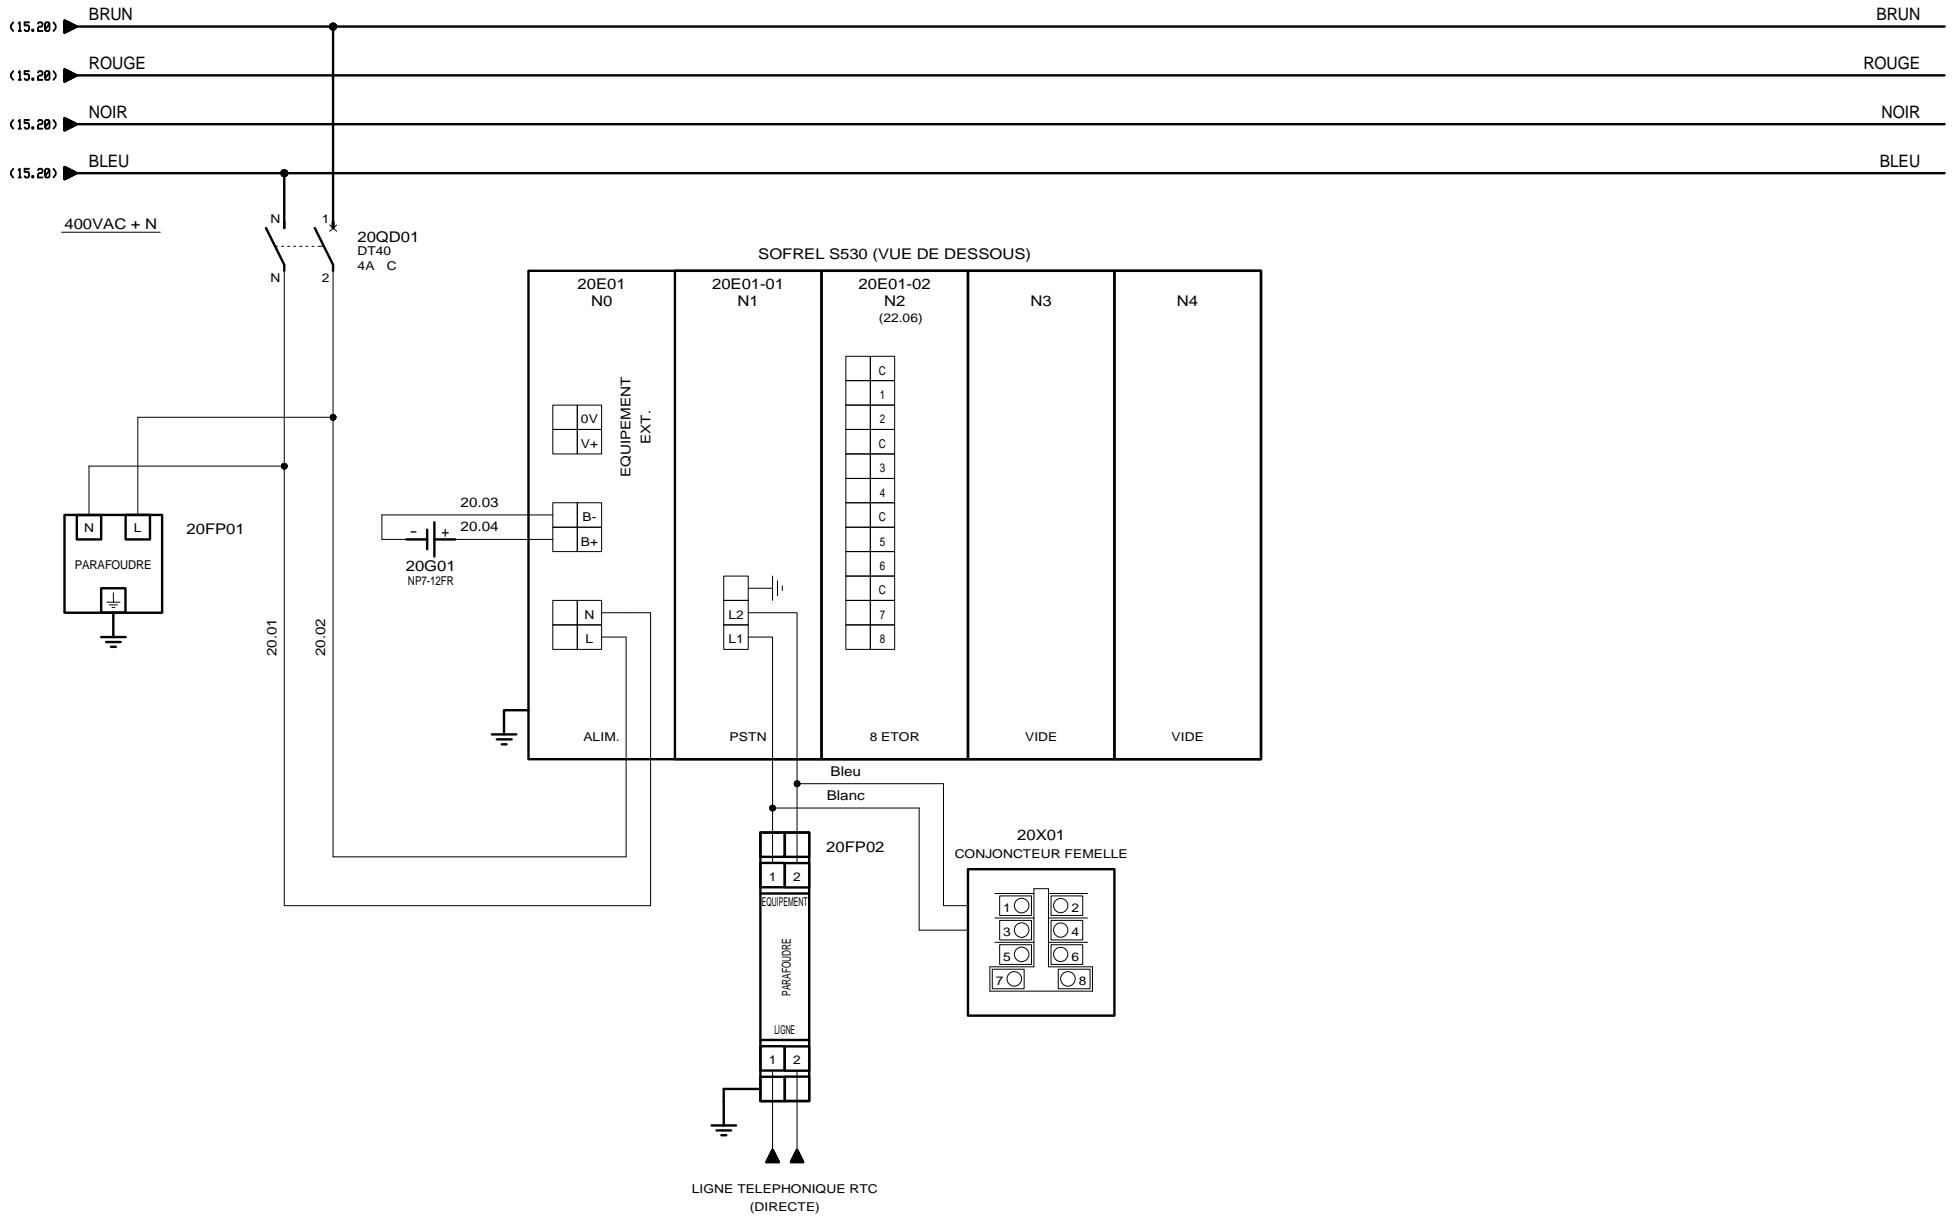 (15.20) BRUN BRUN
(15.20) ROUGE ROUGE
(15.20) NOIR NOIR
(15.20) BLEU BLEU
400VAC + N
N 1
20QD01
DT40
4A C
N 2
SOFREL S530 (VUE DE DESSOUS)
20E01
N0
20E01-01
N1
20E01-02
N2
(22.06)
N3
N4
EQUIPEMENT
EXT.
0V
V+
20.03
20.04
B-
B+
- +
20G01
NP7-12FR
N
L
L2
L1
C
1
2
C
3
4
C
5
6
C
7
8
N L
20FP01
PARAFOUDRE
20.01
20.02
ALIM.
PSTN
8 ETOR
VIDE
VIDE
Bleu
Blanc
20FP02
1 2
EQUIPEMENT
PARAFOUDRE
LIGNE
1 2
20X01
CONJONCTEUR FEMELLE
1 2
3 4
5 6
7 8
LIGNE TELEPHONIQUE RTC
(DIRECTE)